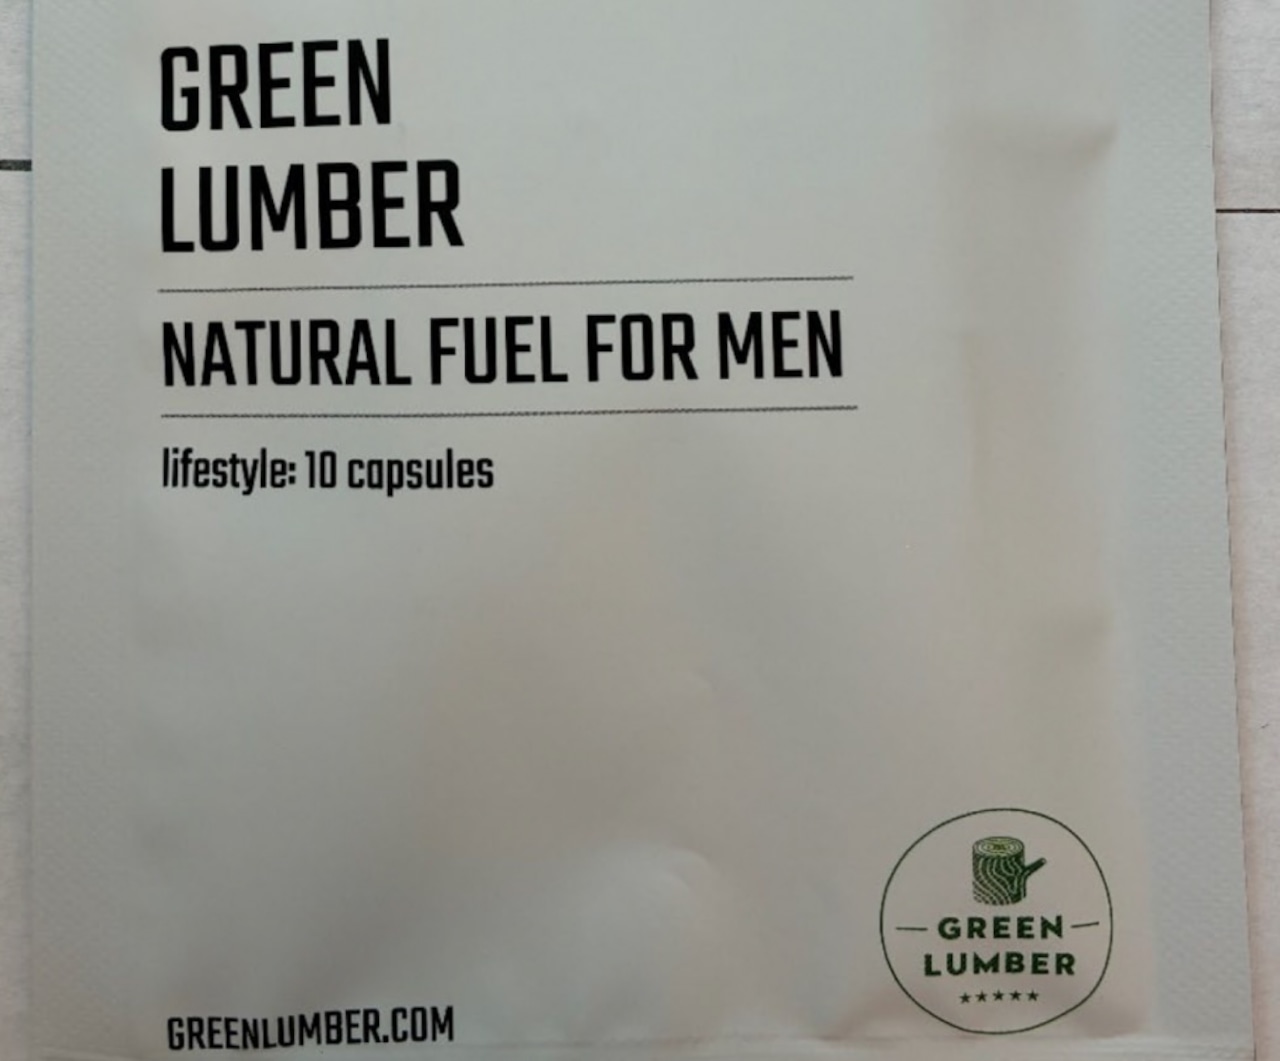 GREEN
LUMBER
NATURAL FUEL FOR MEN
lifestyle: 10 capsules
GREEN
LUMBER
GREENLUMBER.COM